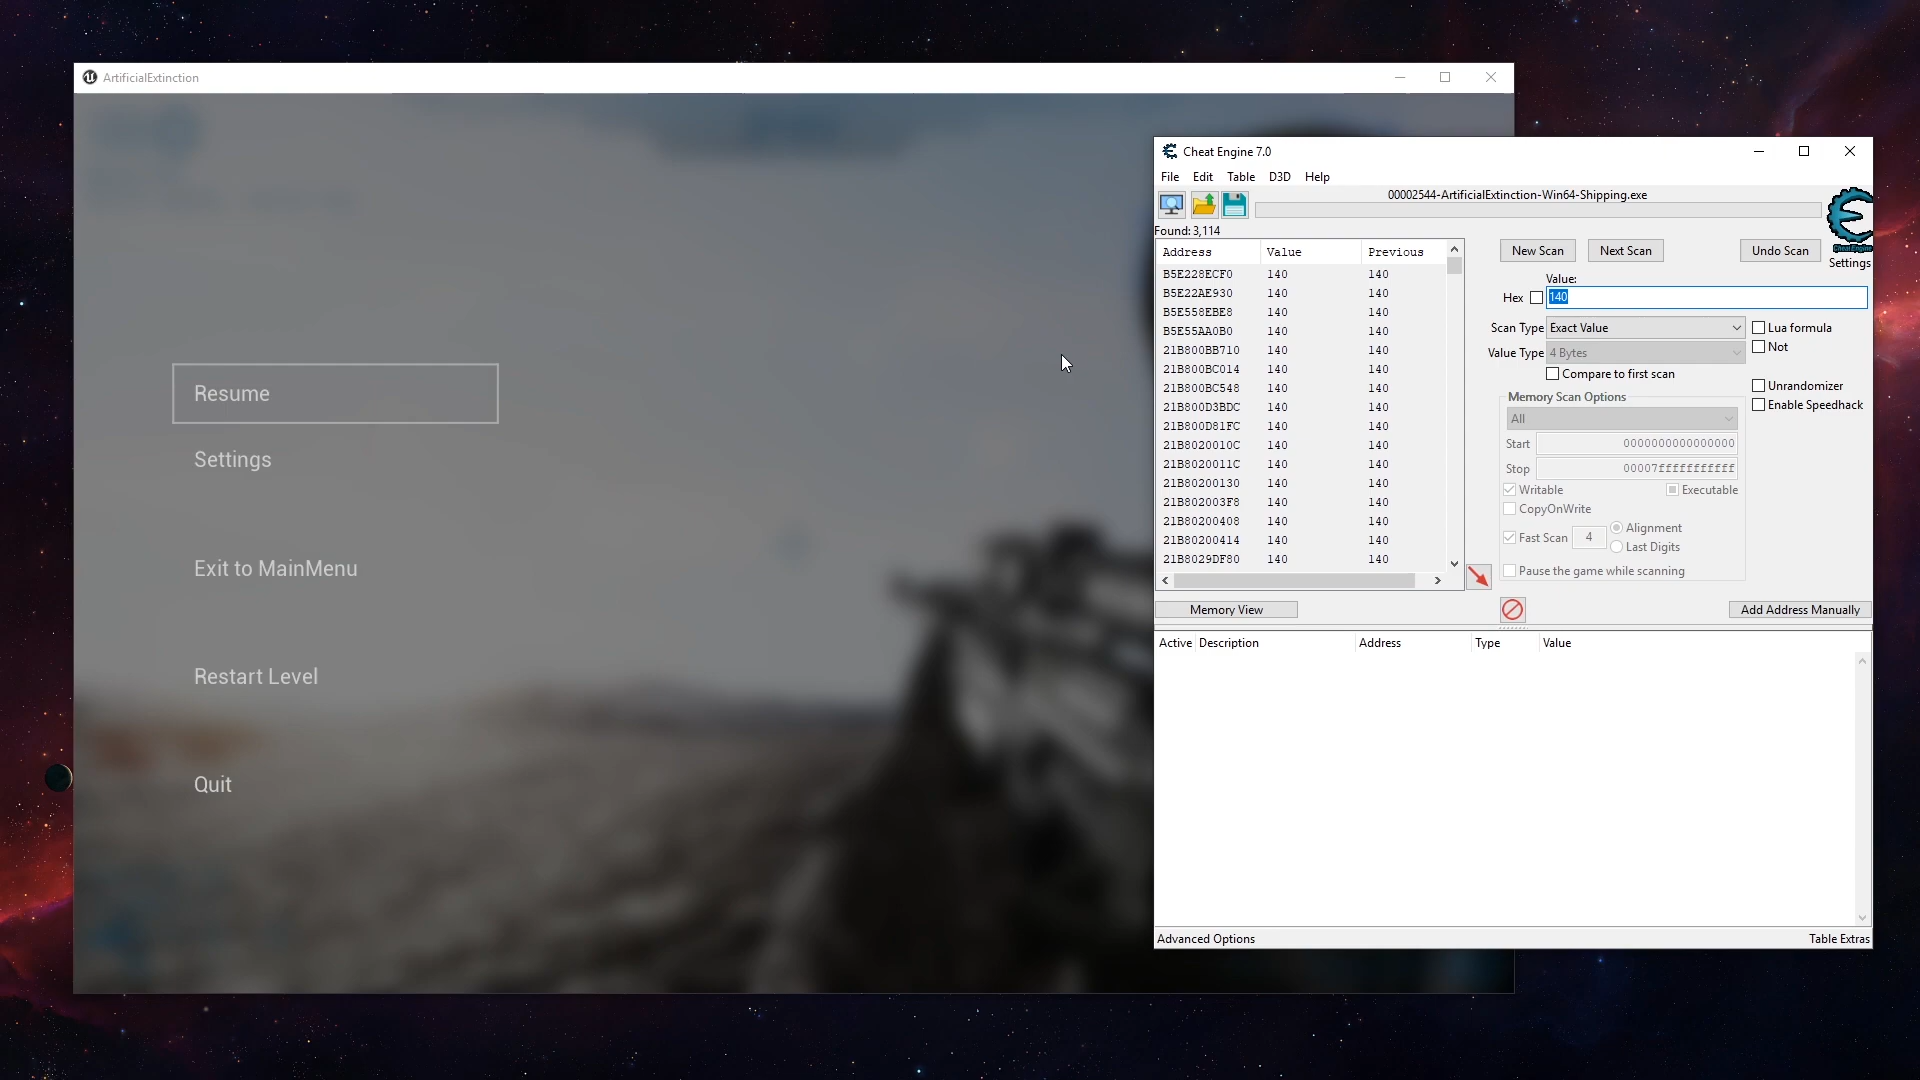 ArtificialExtinction
Resume
Settings
Exit to MainMenu
Restart Level
Quit
Cheat Engine 7.0
File Edit Table D3D Help
00002544-ArtificialExtinction-Win64-Shipping.exe
Found: 3,114
Address Value Previous
B5E228ECF0 140 140
B5E22AE930 140 140
B5E558EBE8 140 140
B5E55AA0B0 140 140
21B800BB710 140 140
21B800BC014 140 140
21B800BC548 140 140
21B800D3BDC 140 140
21B800D81FC 140 140
21B8020010C 140 140
21B8020011C 140 140
21B80200130 140 140
21B802003F8 140 140
21B80200408 140 140
21B80200414 140 140
21B8029DF80 140 140
Memory View
New Scan Next Scan Undo Scan
Cheat Engine
Settings
Value:
Hex 140
Scan Type Exact Value
Lua formula
Value Type 4 Bytes
Not
Compare to first scan
Unrandomizer
Enable Speedhack
Memory Scan Options
All
Start 0000000000000000
Stop 00007fffffffffff
Writable Executable
CopyOnWrite
Fast Scan 4 Alignment
Last Digits
Pause the game while scanning
Add Address Manually
Active Description Address Type Value
Advanced Options Table Extras